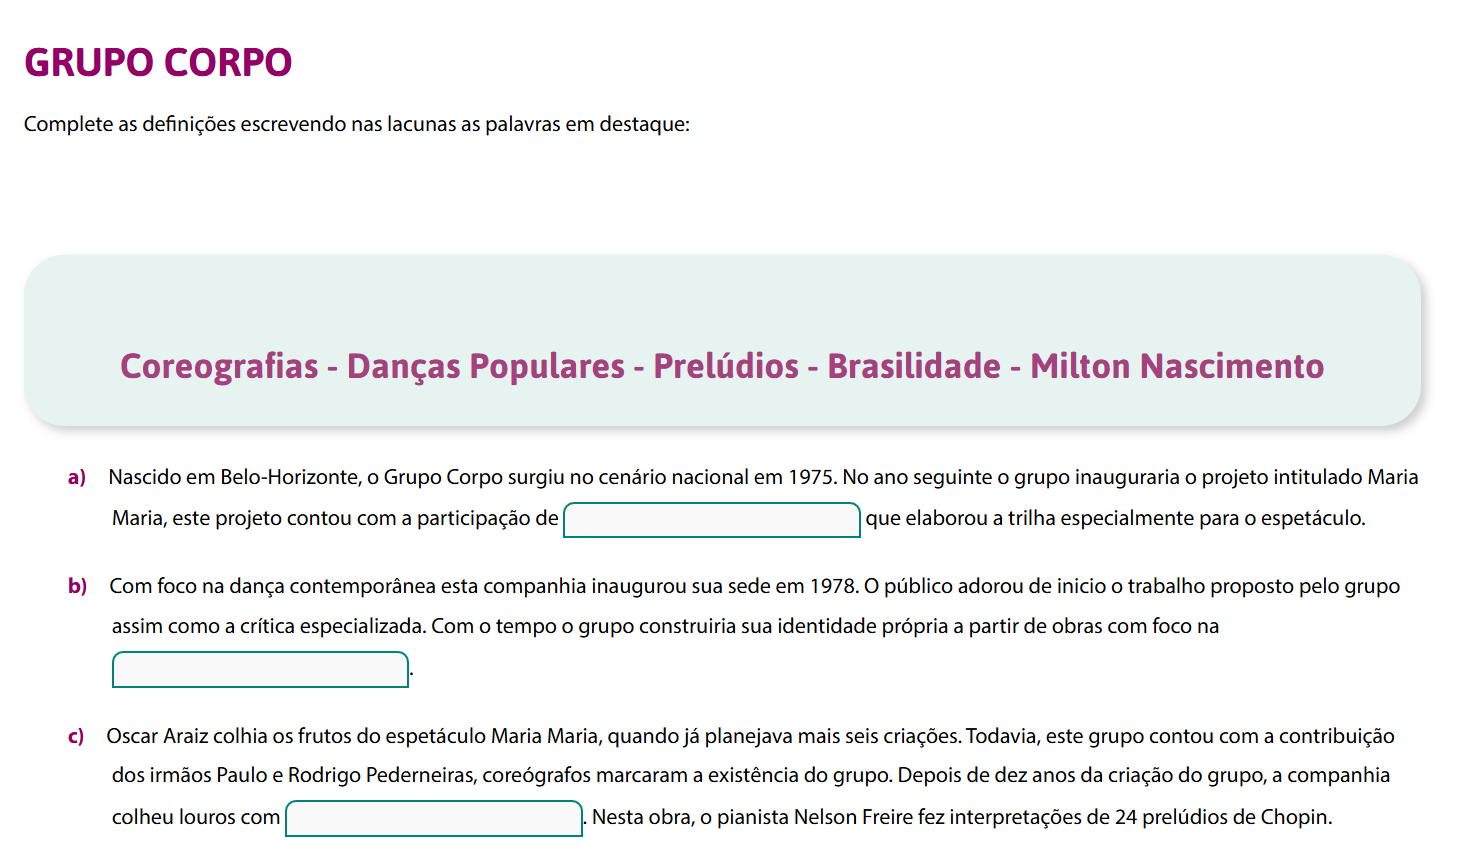 GRUPO CORPO
Complete as definições escrevendo nas lacunas as palavras em destaque:
Coreografias - Danças Populares - Prelúdios - Brasilidade - Milton Nascimento
a) Nascido em Belo-Horizonte, o Grupo Corpo surgiu no cenário nacional em 1975. No ano seguinte o grupo inauguraria o projeto intitulado Maria
Maria, este projeto contou com a participação de que elaborou a trilha especialmente para o espetáculo.
b) Com foco na dança contemporânea esta companhia inaugurou sua sede em 1978. O público adorou de inicio o trabalho proposto pelo grupo
assim como a crítica especializada. Com o tempo o grupo construiria sua identidade própria a partir de obras com foco na
.
c) Oscar Araiz colhia os frutos do espetáculo Maria Maria, quando já planejava mais seis criações. Todavia, este grupo contou com a contribuição
dos irmãos Paulo e Rodrigo Pederneiras, coreógrafos marcaram a existência do grupo. Depois de dez anos da criação do grupo, a companhia
colheu louros com . Nesta obra, o pianista Nelson Freire fez interpretações de 24 prelúdios de Chopin.